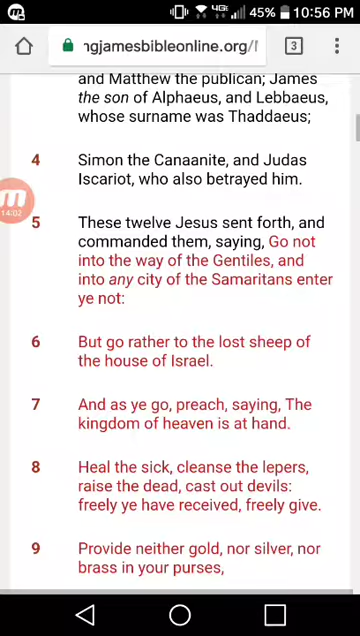 4G 45% 10:56 PM
ngjamesbibleonline.org/ 3
and Matthew the publican; James
the son of Alphaeus, and Lebbaeus,
whose surname was Thaddaeus;
4 Simon the Canaanite, and Judas
Iscariot, who also betrayed him.
14:02
5 These twelve Jesus sent forth, and
commanded them, saying, Go not
into the way of the Gentiles, and
into any city of the Samaritans enter
ye not:
6 But go rather to the lost sheep of
the house of Israel.
7 And as ye go, preach, saying, The
kingdom of heaven is at hand.
8 Heal the sick, cleanse the lepers,
raise the dead, cast out devils:
freely ye have received, freely give.
9 Provide neither gold, nor silver, nor
brass in your purses,